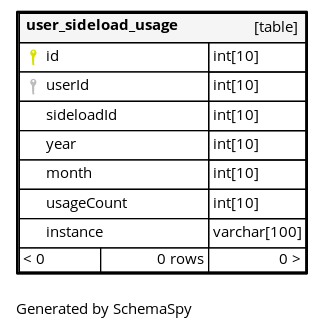 user_sideload_usage [table]
id int[10]
userId int[10]
sideloadId int[10]
year int[10]
month int[10]
usageCount int[10]
instance varchar[100]
< 0 0 rows 0 >
Generated by SchemaSpy